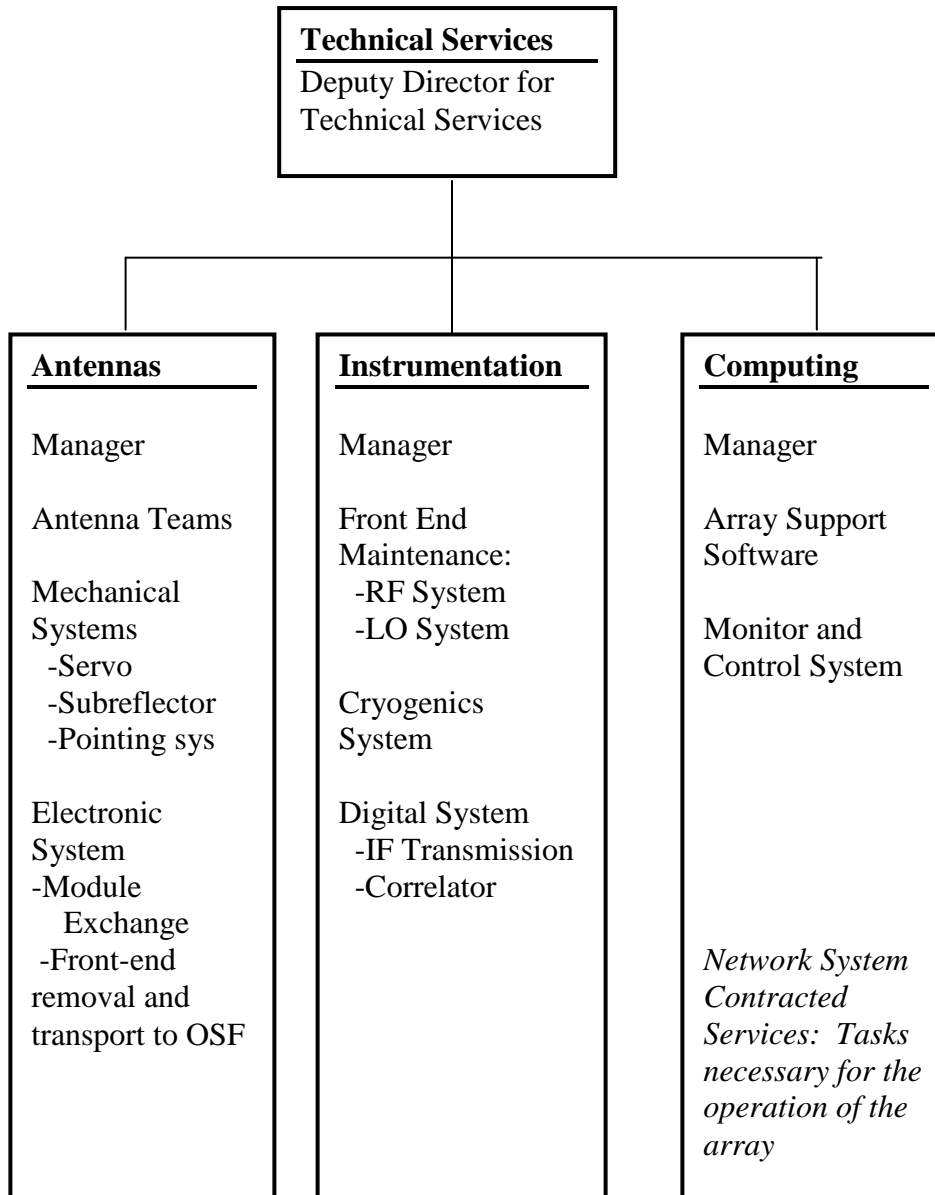 Technical Services
Deputy Director for
Technical Services
Antennas
Manager
Antenna Teams
Mechanical
Systems
-Servo
-Subreflector
-Pointing sys
Electronic
System
-Module
Exchange
-Front-end
removal and
transport to OSF
Instrumentation
Manager
Front End
Maintenance:
-RF System
-LO System
Cryogenics
System
Digital System
-IF Transmission
-Correlator
Computing
Manager
Array Support
Software
Monitor and
Control System
Network System
Contracted
Services:  Tasks
necessary for the
operation of the
array